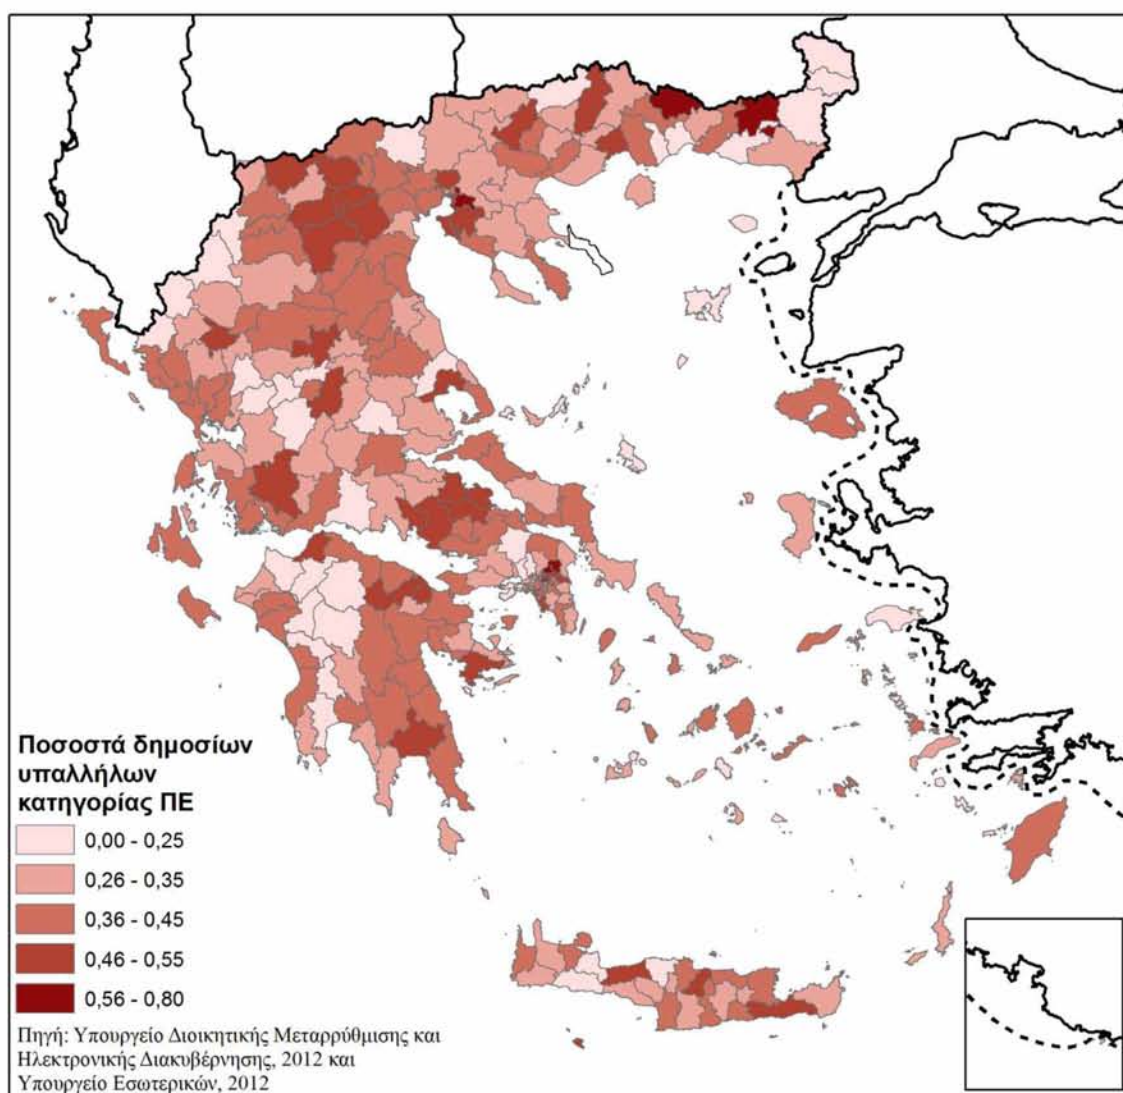 Ποσοστά δημοσίων
υπαλλήλων
κατηγορίας ΠΕ
0,00 - 0,25
0,26 - 0,35
0,36 - 0,45
0,46 - 0,55
0,56 - 0,80
Πηγή: Υπουργείο Διοικητικής Μεταρρύθμισης και
Ηλεκτρονικής Διακυβέρνησης, 2012 και
Υπουργείο Εσωτερικών, 2012